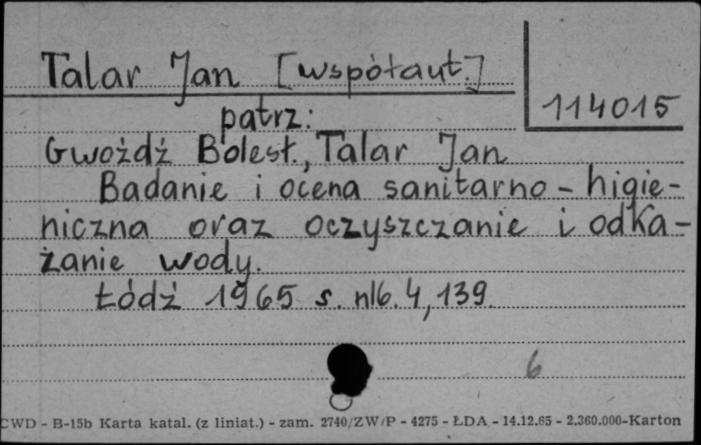 Talar Jan [współaut.]
114015
patrz:
Gwoźdź Bolesł., Talar Jan
Badanie i ocena sanitarno - higie-
niczna oraz oczyszczanie i odka-
żanie wody.
Łódź 1965 s. nlb. 4, 139.
6
CWD - B-15b Karta katal. (z liniat.) - zam. 2740/ZW/P - 4275 - ŁDA - 14.12.65 - 2.360.000-Karton